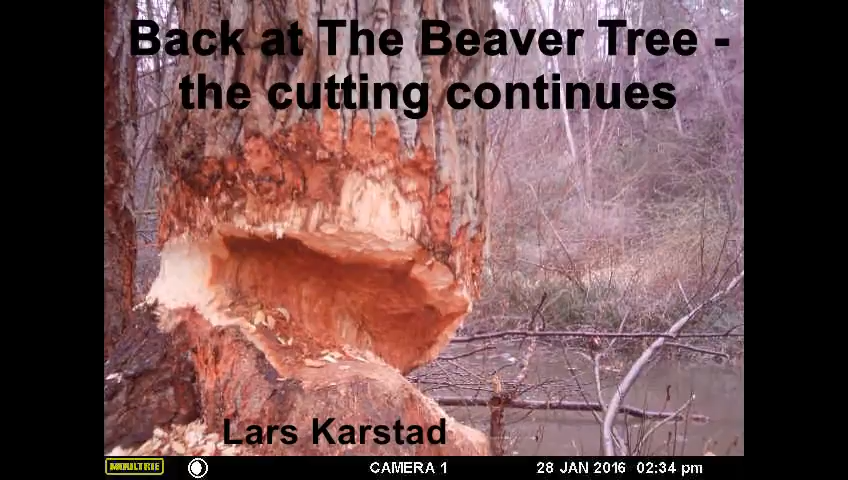 Back at The Beaver Tree -
the cutting continues
Lars Karstad
MOULTRIE CAMERA 1 28 JAN 2016 02:34 pm